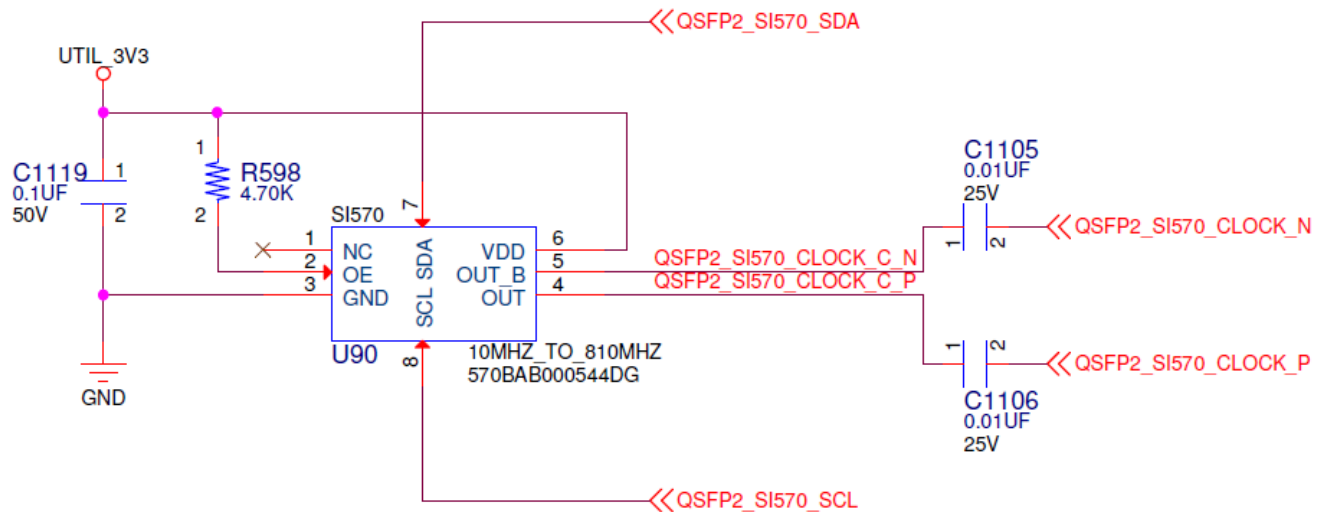 QSFP2_SI570_SDA
UTIL_3V3
1
C1119
0.1UF
50V
1
2
R598
4.70K
2
C1105
0.01UF
25V
1
2
QSFP2_SI570_CLOCK_N
SI570
7
1
NC
2
OE
3
GND
SCL
SDA
VDD
6
OUT_B
5
OUT
4
QSFP2_SI570_CLOCK_C_N
QSFP2_SI570_CLOCK_C_P
U90
8
10MHZ_TO_810MHZ
570BAB000544DG
1
2
QSFP2_SI570_CLOCK_P
C1106
0.01UF
25V
GND
QSFP2_SI570_SCL